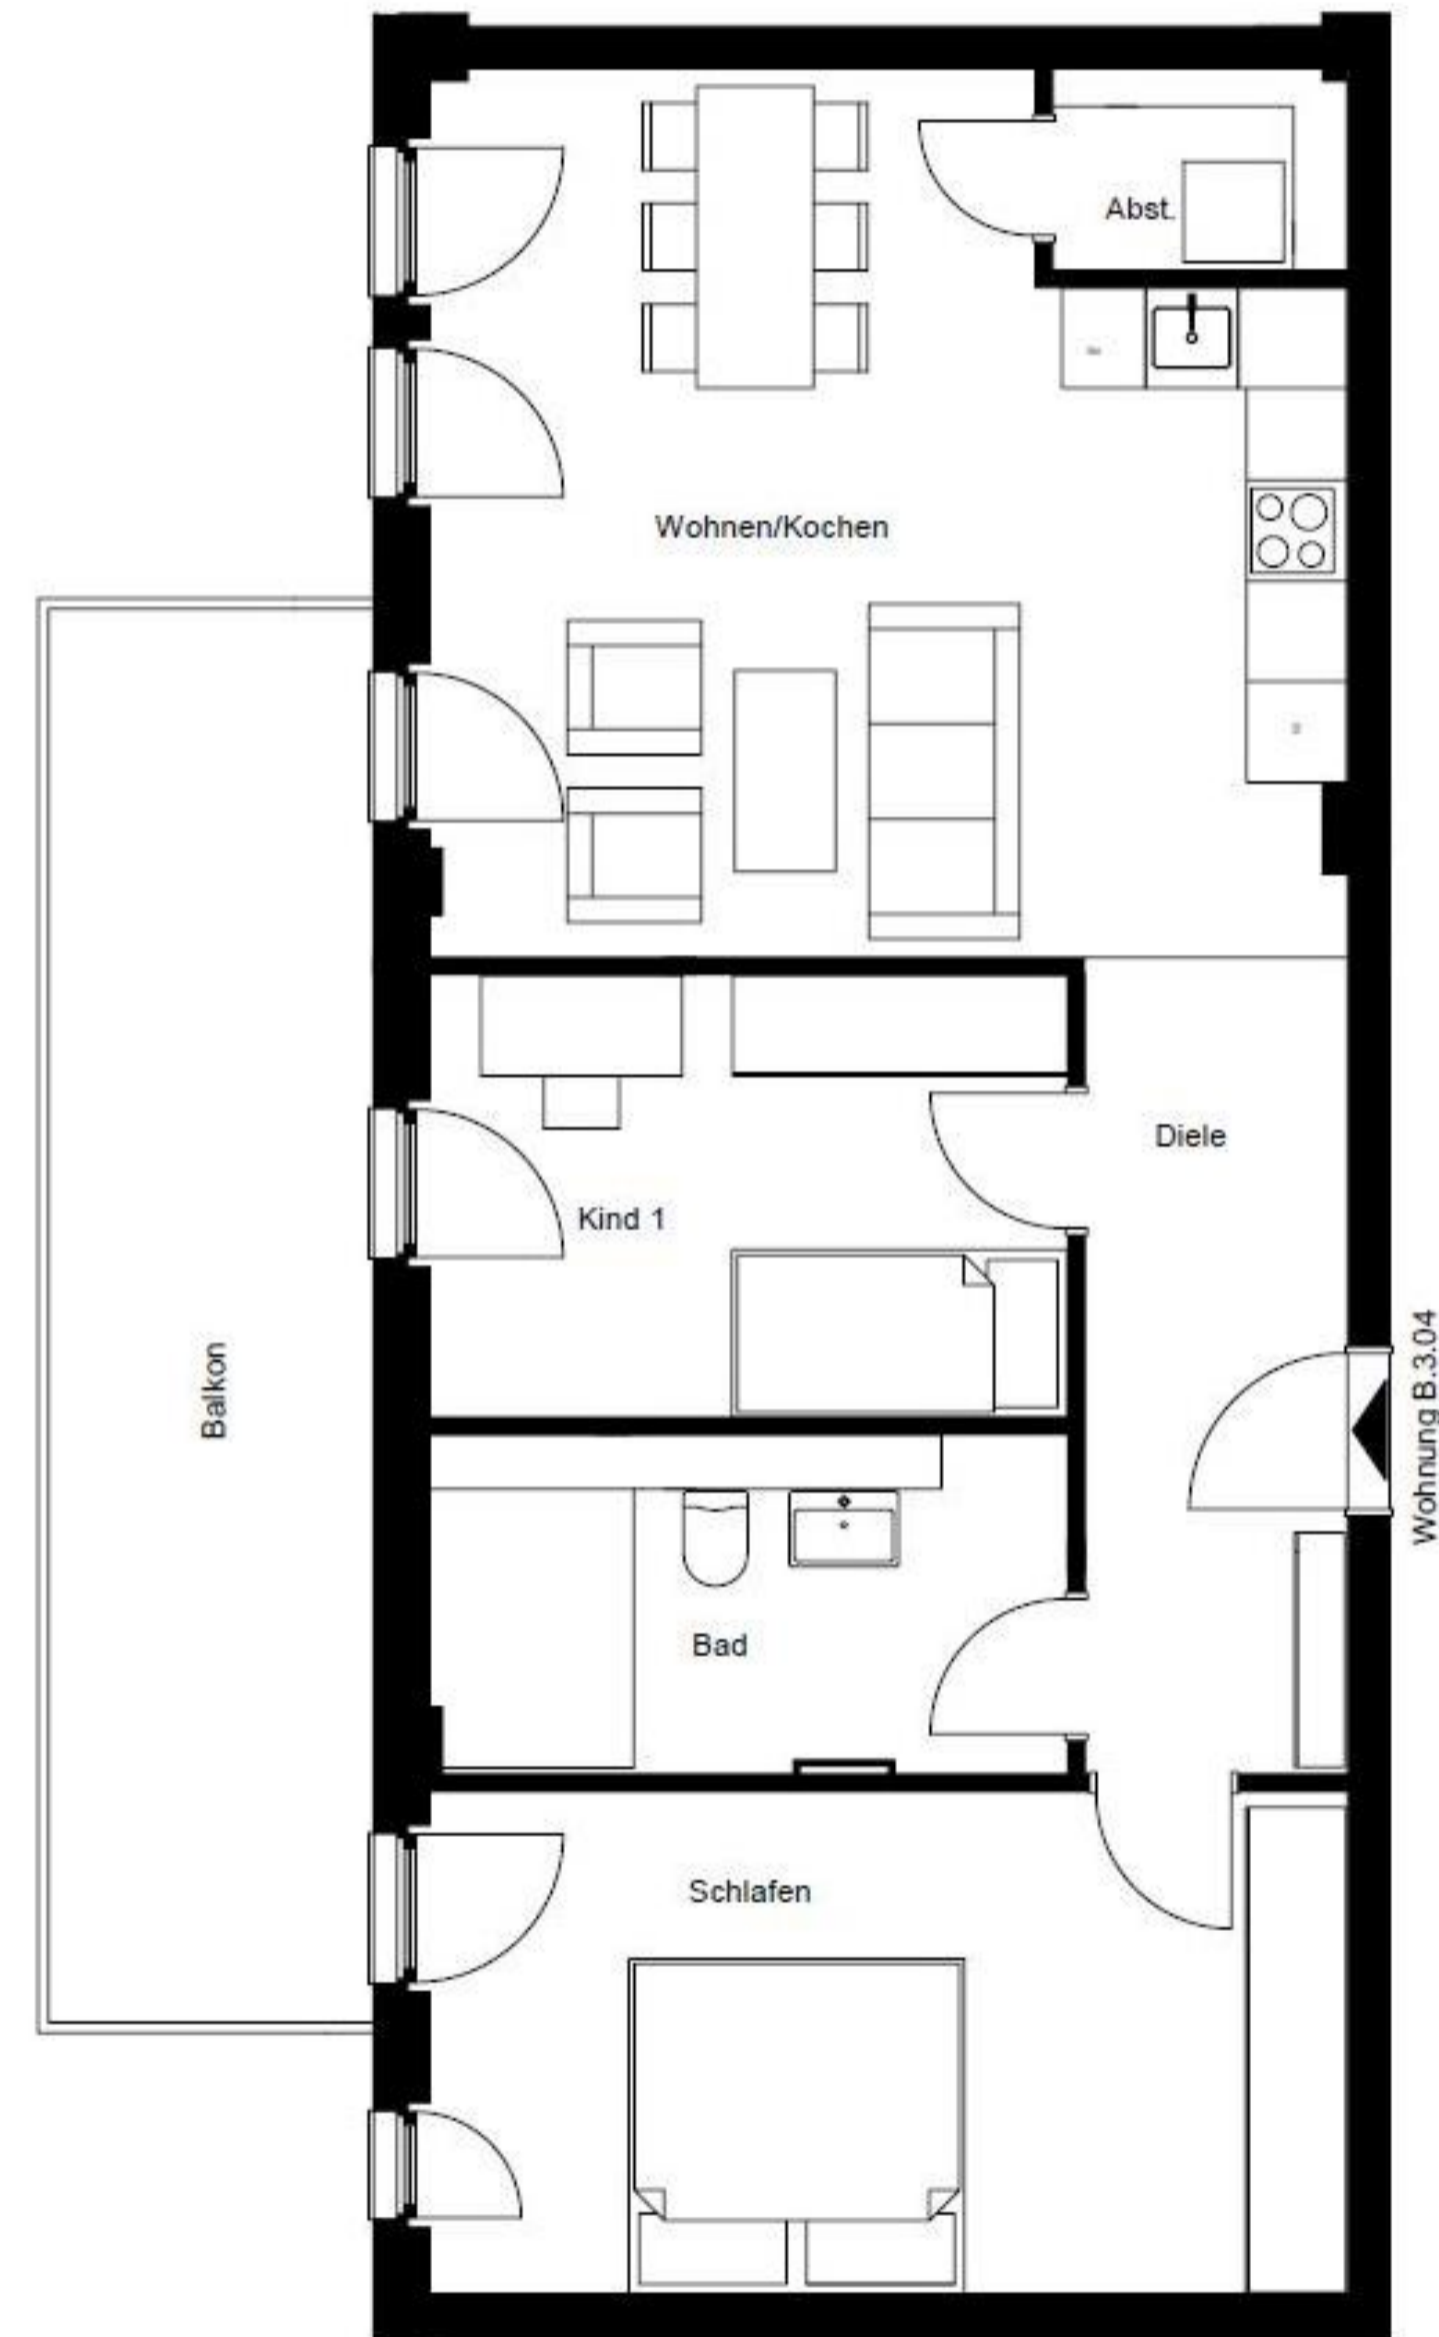 Abst.
Wohnen/Kochen
Diele
Kind 1
Balkon
Wohnung B.3.04
Bad
Schlafen